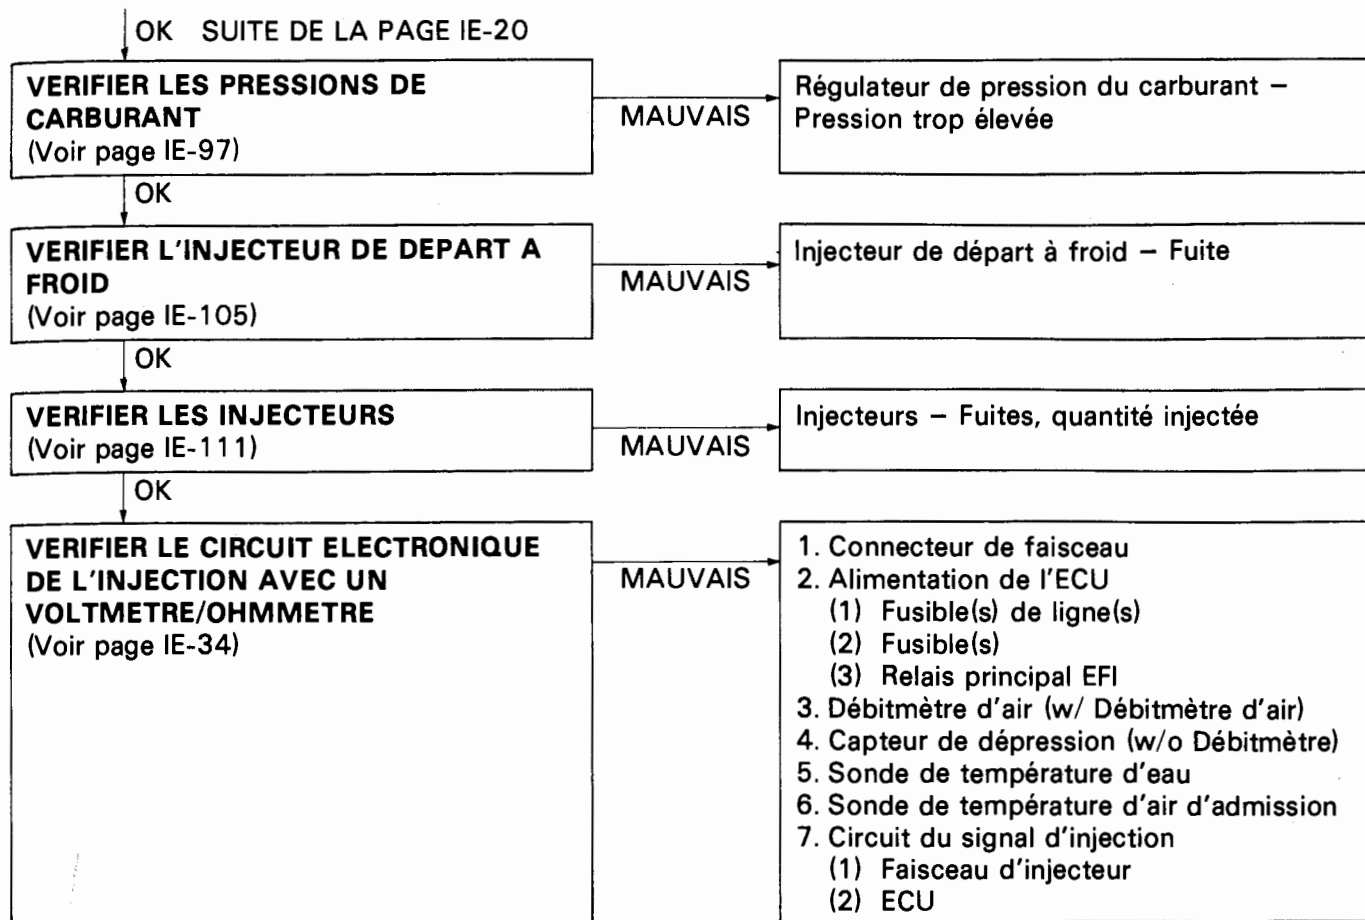 OK SUITE DE LA PAGE IE-20
VERIFIER LES PRESSIONS DE
CARBURANT
(Voir page IE-97)
MAUVAIS
Régulateur de pression du carburant –
Pression trop élevée
OK
VERIFIER L'INJECTEUR DE DEPART A
FROID
(Voir page IE-105)
MAUVAIS
Injecteur de départ à froid – Fuite
OK
VERIFIER LES INJECTEURS
(Voir page IE-111)
MAUVAIS
Injecteurs – Fuites, quantité injectée
OK
VERIFIER LE CIRCUIT ELECTRONIQUE
DE L'INJECTION AVEC UN
VOLTMETRE/OHMMETRE
(Voir page IE-34)
MAUVAIS
1. Connecteur de faisceau
2. Alimentation de l'ECU
(1) Fusible(s) de ligne(s)
(2) Fusible(s)
(3) Relais principal EFI
3. Débitmètre d'air (w/ Débitmètre d'air)
4. Capteur de dépression (w/o Débitmètre)
5. Sonde de température d'eau
6. Sonde de température d'air d'admission
7. Circuit du signal d'injection
(1) Faisceau d'injecteur
(2) ECU